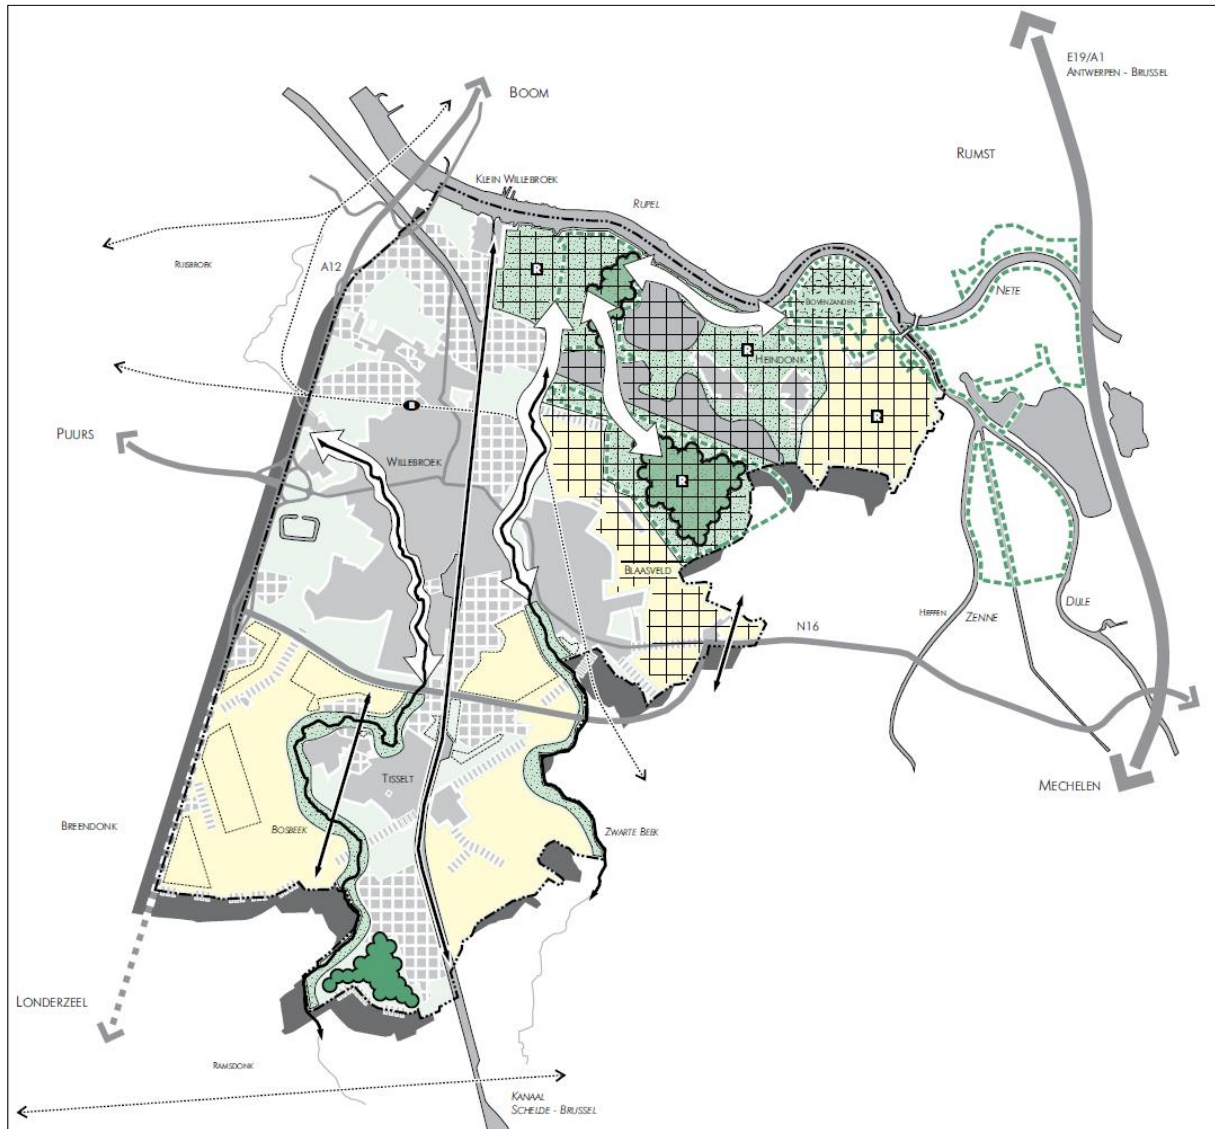 E19/A1
ANTWERPEN - BRUSSEL
BOOM
RUMST
KLEIN WILLEBROEK
RUPEL
RUISBROEK
A12
NETE
BOVENZANDEN
R
R
HEINDONK
R
PUURS
WILLEBROEK
R
BLAASVELD
HEFFEN
ZENNE
DIJLE
N16
TISSELT
MECHELEN
BREENDONK
BOSBEEK
ZWARTE BEEK
LONDERZEEL
RAMSDONK
KANAAL
SCHELDE - BRUSSEL